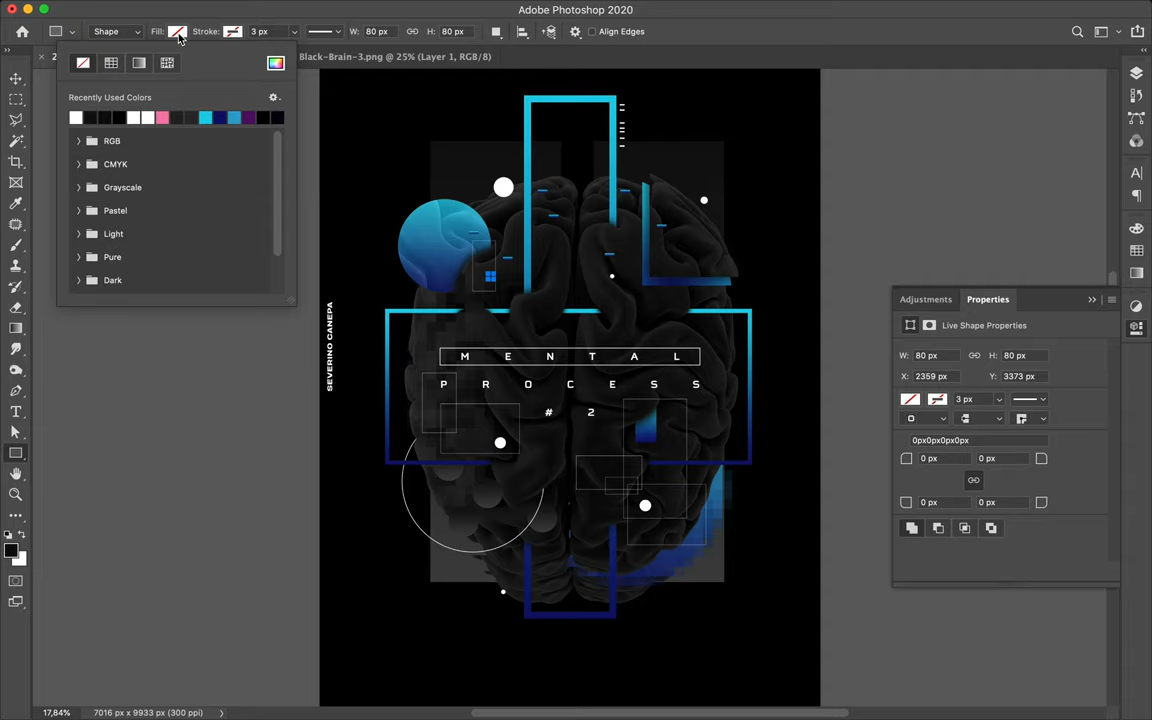 Adobe Photoshop 2020
Shape
Fill:
Stroke:
3 px
W: 80 px
H: 80 px
Align Edges
2
Black-Brain-3.png @ 25% (Layer 1, RGB/8)
Recently Used Colors
RGB
CMYK
Grayscale
Pastel
Light
Pure
Dark
SEVERINO CANEPA
M E N T A L
P R O C E S S
# 2
Adjustments
Properties
Live Shape Properties
W: 80 px
H: 80 px
X: 2359 px
Y: 3373 px
3 px
0px0px0px0px
0 px
0 px
0 px
0 px
17,84%
7016 px x 9933 px (300 ppi)